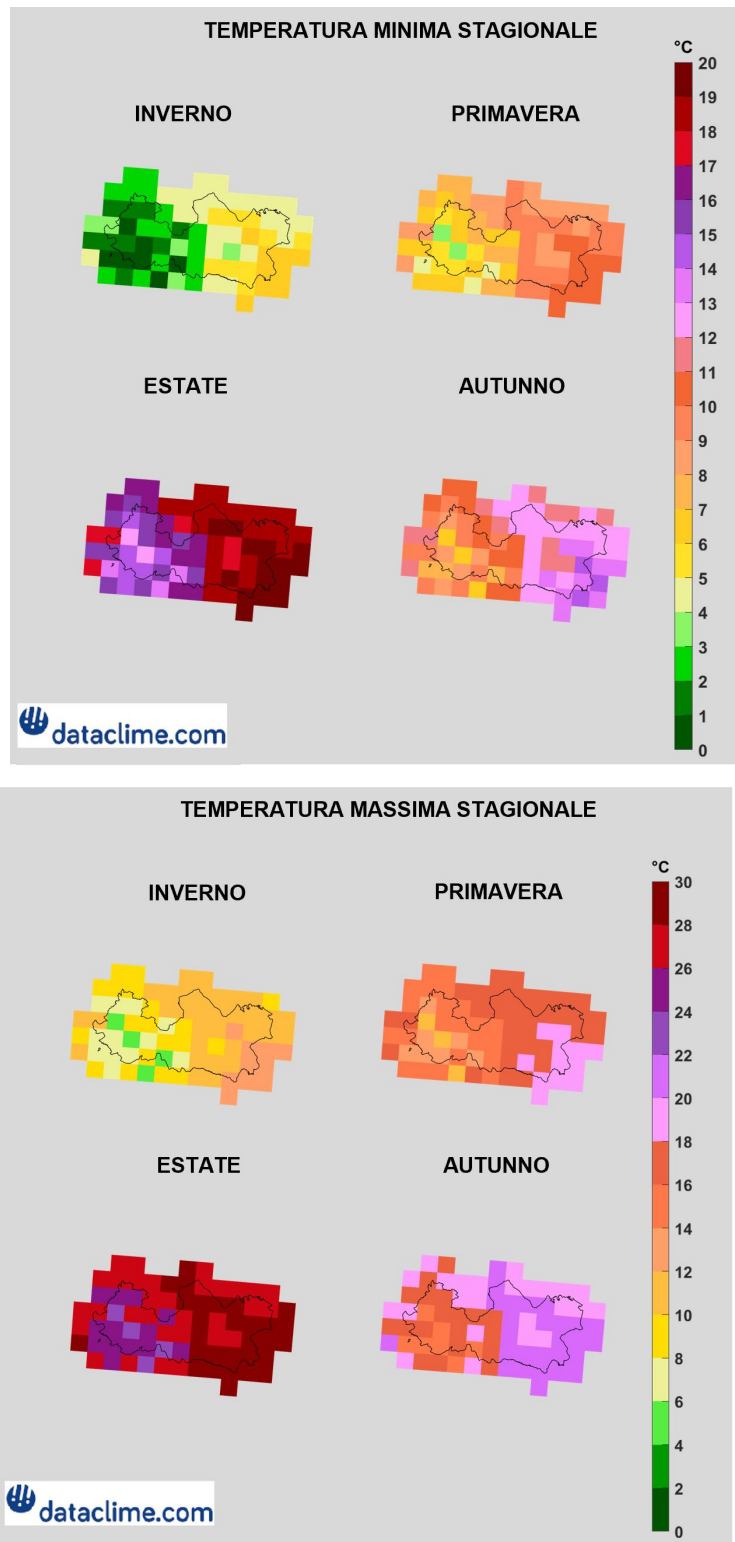 TEMPERATURA MINIMA STAGIONALE
°C
INVERNO
PRIMAVERA
ESTATE
AUTUNNO
20
19
18
17
16
15
14
13
12
11
10
9
8
7
6
5
4
3
2
1
0
dataclime.com
TEMPERATURA MASSIMA STAGIONALE
°C
INVERNO
PRIMAVERA
ESTATE
AUTUNNO
30
28
26
24
22
20
18
16
14
12
10
8
6
4
2
0
dataclime.com